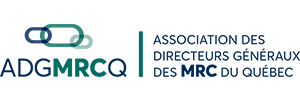 ADGMRCQ
ASSOCIATION DES
DIRECTEURS GÉNÉRAUX
DES MRC DU QUÉBEC